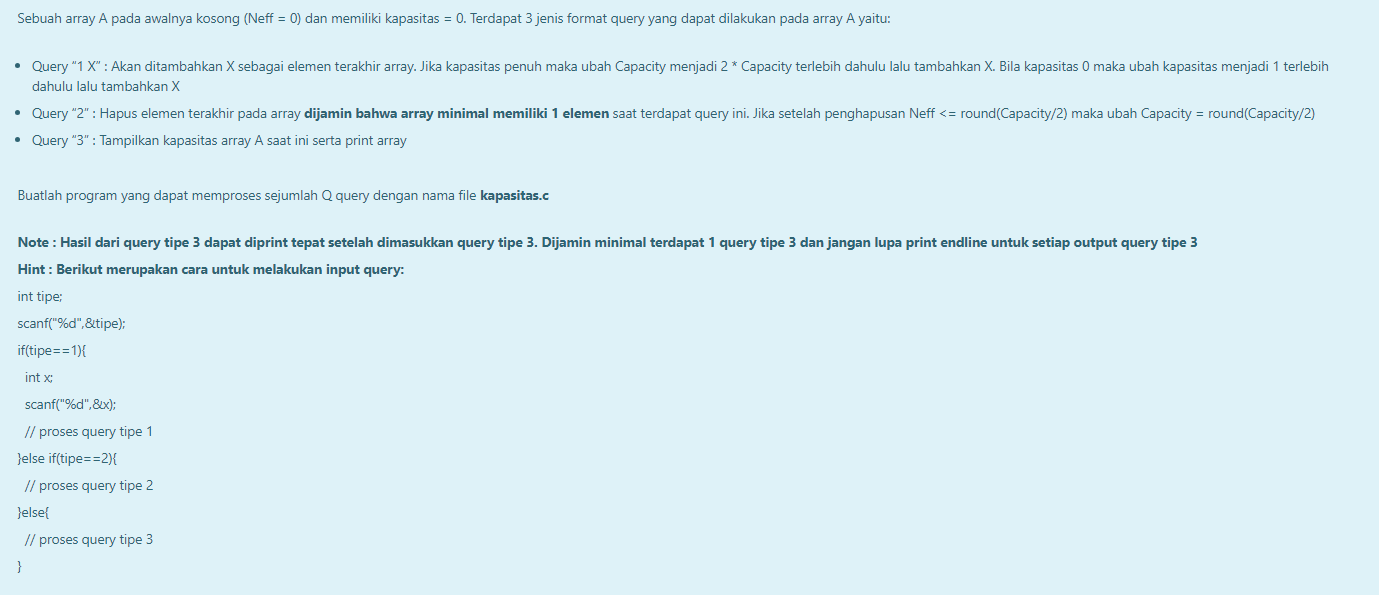 Sebuah array A pada awalnya kosong (Neff = 0) dan memiliki kapasitas = 0. Terdapat 3 jenis format query yang dapat dilakukan pada array A yaitu:
• Query "1 X" : Akan ditambahkan X sebagai elemen terakhir array. Jika kapasitas penuh maka ubah Capacity menjadi 2 * Capacity terlebih dahulu lalu tambahkan X. Bila kapasitas 0 maka ubah kapasitas menjadi 1 terlebih
dahulu lalu tambahkan X
• Query "2" : Hapus elemen terakhir pada array dijamin bahwa array minimal memiliki 1 elemen saat terdapat query ini. Jika setelah penghapusan Neff <= round(Capacity/2) maka ubah Capacity = round(Capacity/2)
• Query "3" : Tampilkan kapasitas array A saat ini serta print array
Buatlah program yang dapat memproses sejumlah Q query dengan nama file kapasitas.c
Note : Hasil dari query tipe 3 dapat diprint tepat setelah dimasukkan query tipe 3. Dijamin minimal terdapat 1 query tipe 3 dan jangan lupa print endline untuk setiap output query tipe 3
Hint : Berikut merupakan cara untuk melakukan input query:
int tipe;
scanf("%d",&tipe);
if(tipe==1){
int x;
scanf("%d",&x);
// proses query tipe 1
}else if(tipe==2){
// proses query tipe 2
}else{
// proses query tipe 3
}